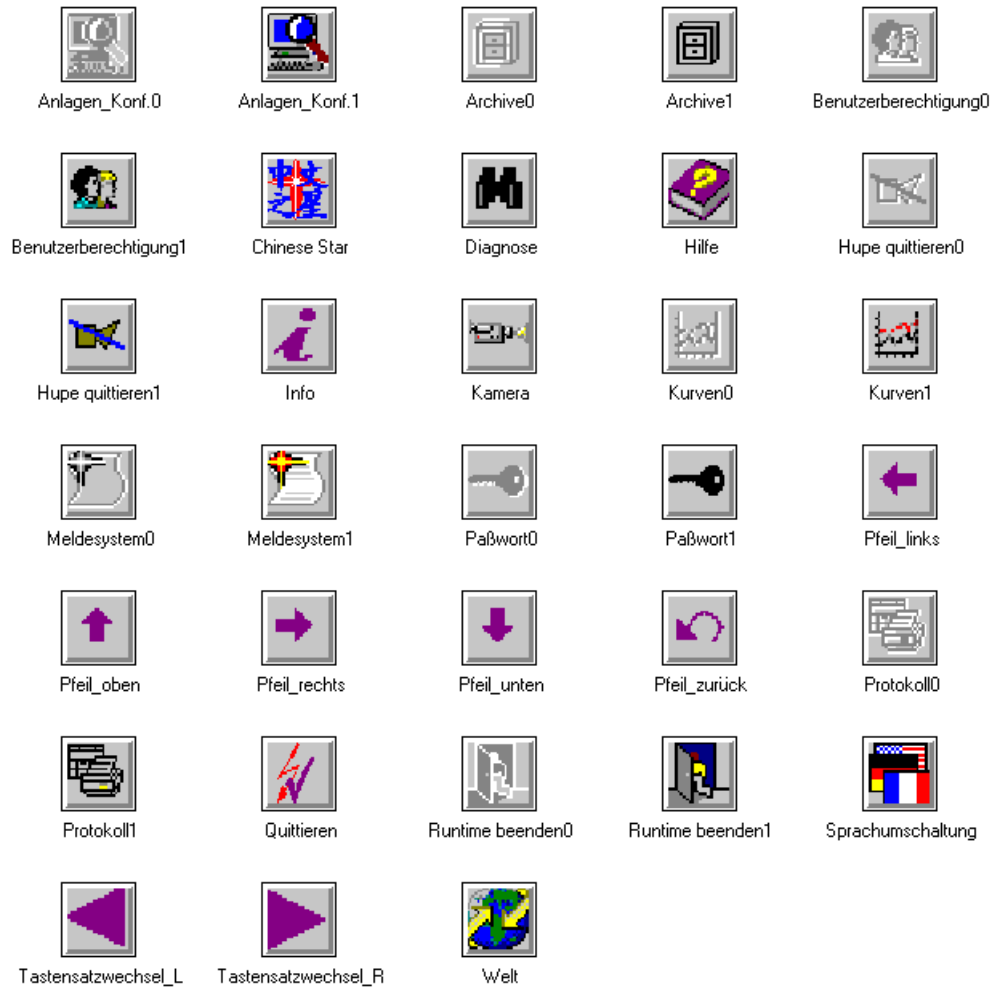 Anlagen_Konf.0 Anlagen_Konf.1 Archive0 Archive1 Benutzerberechtigung0
Benutzerberechtigung1 Chinese Star Diagnose Hilfe Hupe quittieren0
Hupe quittieren1 Info Kamera Kurven0 Kurven1
Meldesystem0 Meldesystem1 Paßwort0 Paßwort1 Pfeil_links
Pfeil_oben Pfeil_rechts Pfeil_unten Pfeil_zurück Protokoll0
Protokoll1 Quittieren Runtime beenden0 Runtime beenden1 Sprachumschaltung
Tastensatzwechsel_L Tastensatzwechsel_R Welt